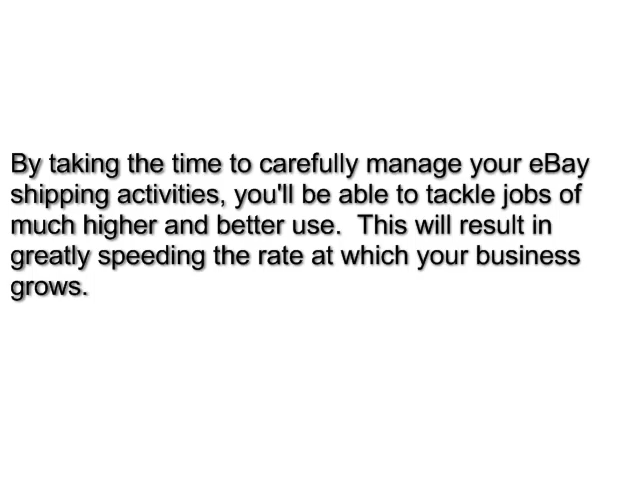 By taking the time to carefully manage your eBay
shipping activities, you'll be able to tackle jobs of
much higher and better use.  This will result in
greatly speeding the rate at which your business
grows.